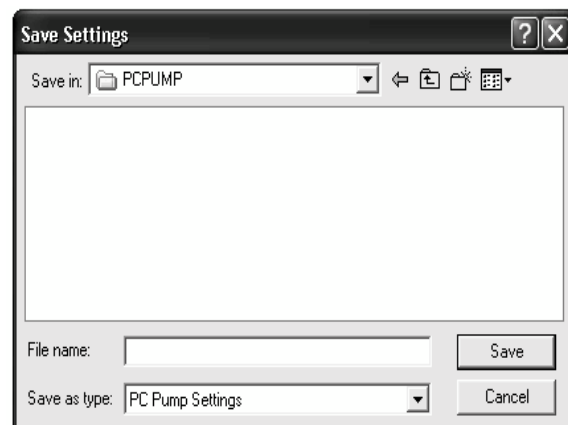 Save Settings
Save in: PCPUMP
File name:
Save
Save as type: PC Pump Settings
Cancel